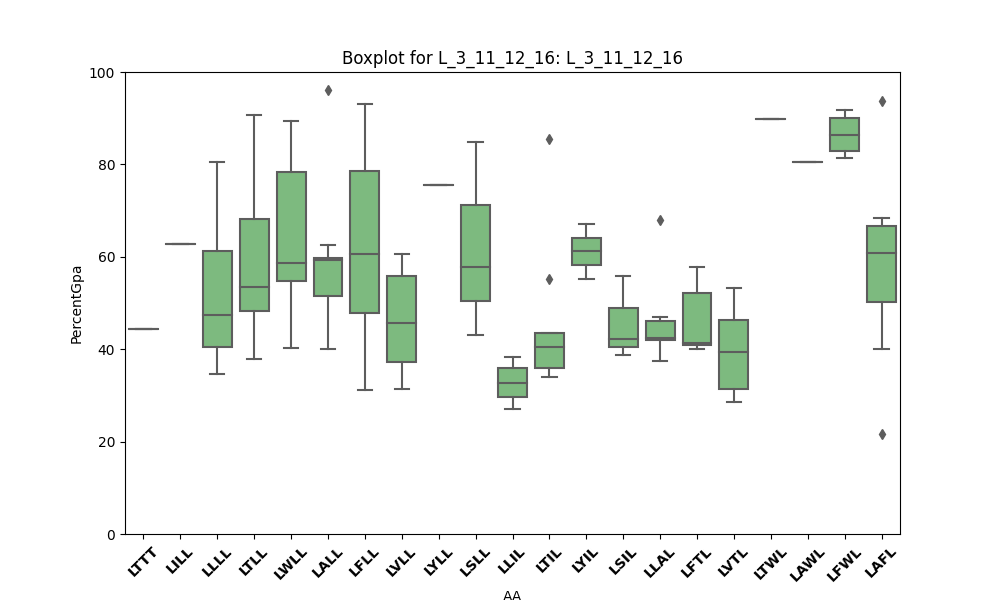 Boxplot for L_3_11_12_16: L_3_11_12_16
PercentGpa
100
80
60
40
20
0
LTTT LILL LLLL LTLL LWLL LALL LFLL LVLL LYLL LSLL LLIL LTIL LYIL LSIL LLAL LFTL LVTL LTWL LAWL LFWL LAFL
AA